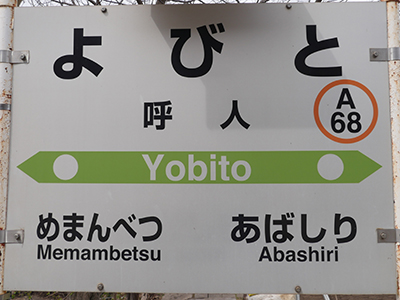 よびと
呼人
A
68
Yobito
めまんべつ あばしり
Memambetsu Abashiri